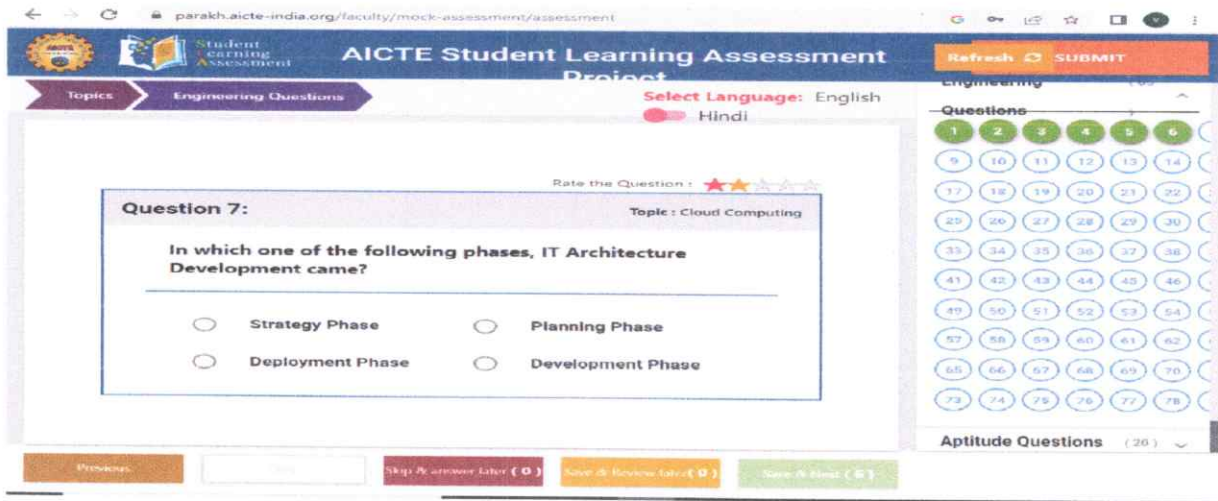 parakh.aicte-india.org/faculty/mock-assessment/assessment
Student
Learning
Assessment
AICTE Student Learning Assessment
Project
Refresh SUBMIT
Topics
Engineering Questions
Select Language: English
Hindi
Engineering
Questions
1 2 3 4 5 6
9 10 11 12 13 14
17 18 19 20 21 22
25 26 27 28 29 30
33 34 35 36 37 38
41 42 43 44 45 46
49 50 51 52 53 54
57 58 59 60 61 62
65 66 67 68 69 70
73 74 75 76 77 78
Aptitude Questions (20)
Rate the Question :
Question 7:
Topic : Cloud Computing
In which one of the following phases, IT Architecture
Development came?
Strategy Phase
Planning Phase
Deployment Phase
Development Phase
Previous
Skip & answer later ( 0 )
Save & Review later( 0 )
Save & Next ( 6 )